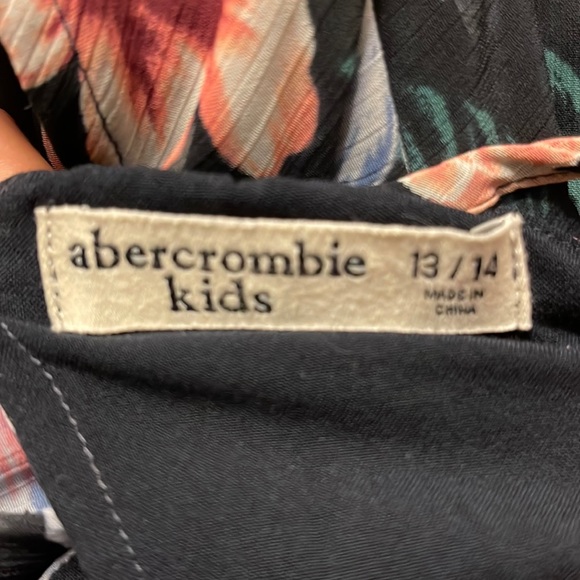 abercrombie
kids
13 / 14
MADE IN
CHINA